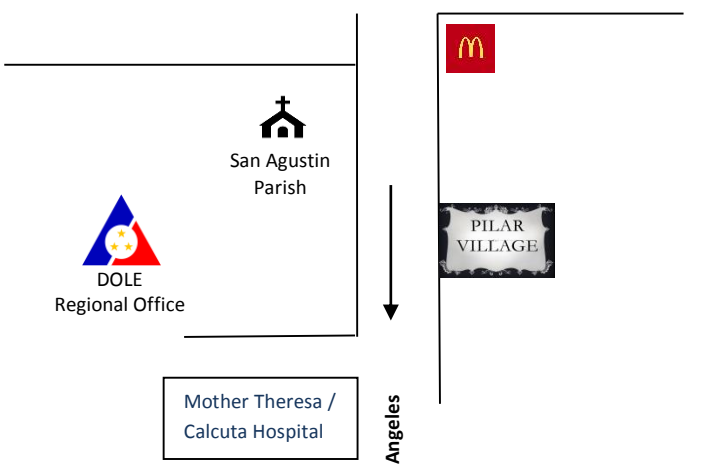 San Agustin
Parish
PILAR
VILLAGE
DOLE
Regional Office
Mother Theresa /
Calcuta Hospital
Angeles